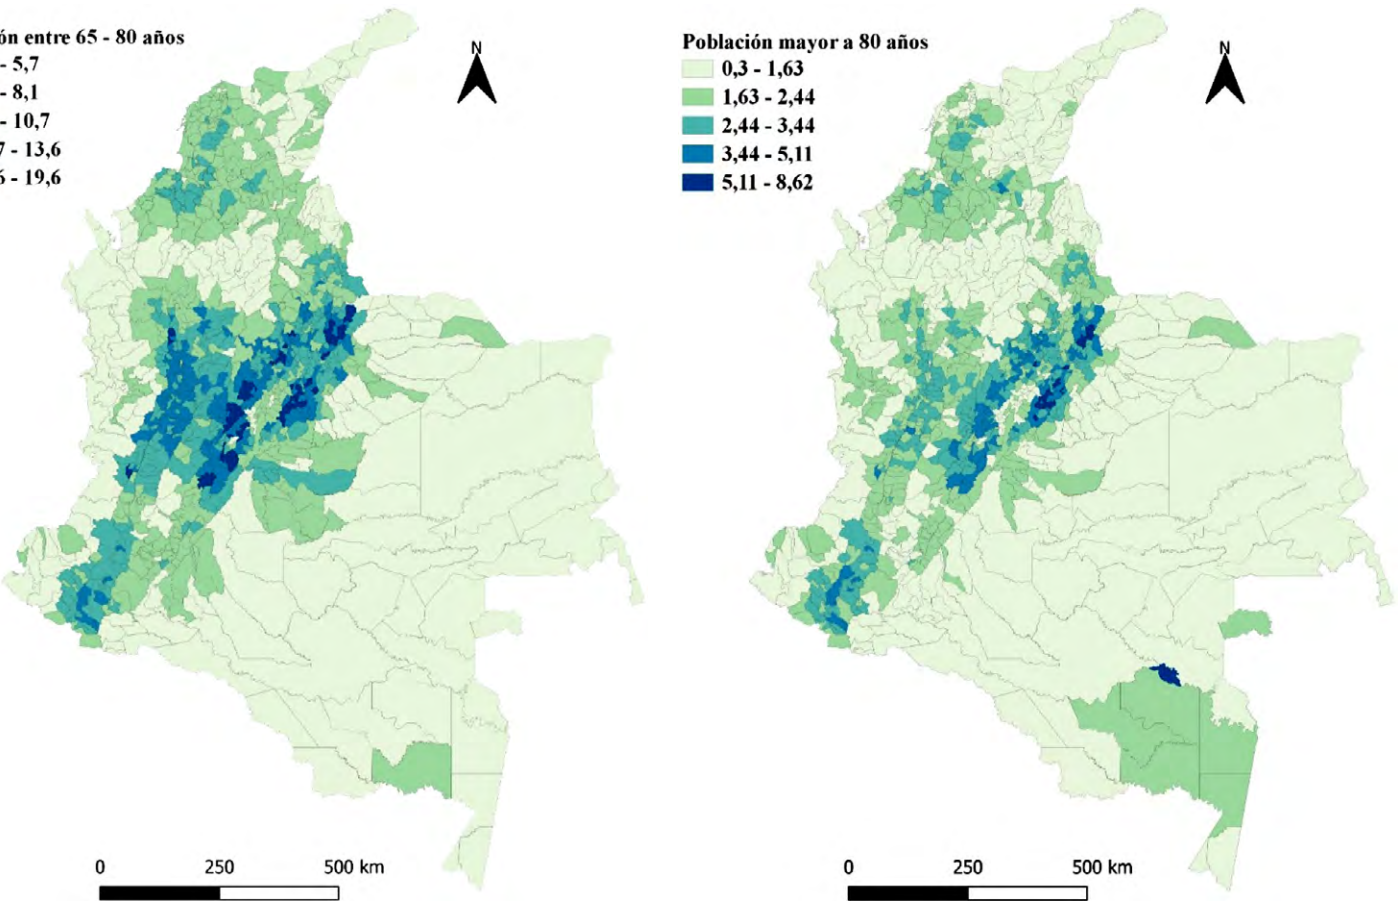 ón entre 65 - 80 años
- 5,7
- 8,1
- 10,7
7 - 13,6
- 19,6
N
0 250 500 km
Población mayor a 80 años
0,3 - 1,63
1,63 - 2,44
2,44 - 3,44
3,44 - 5,11
5,11 - 8,62
N
0 250 500 km